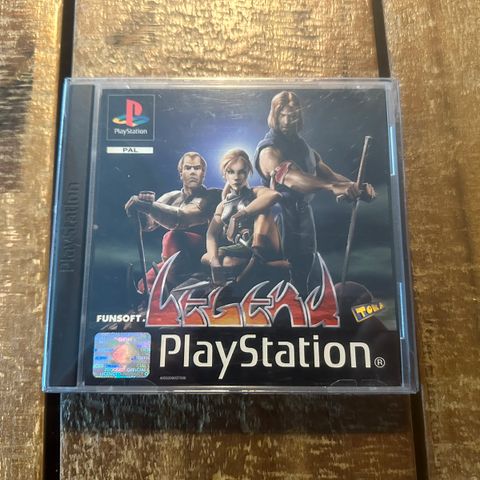 PlayStation
PlayStation
PAL
LEGEND
FUNSOFT.
TOKA
PlayStation®